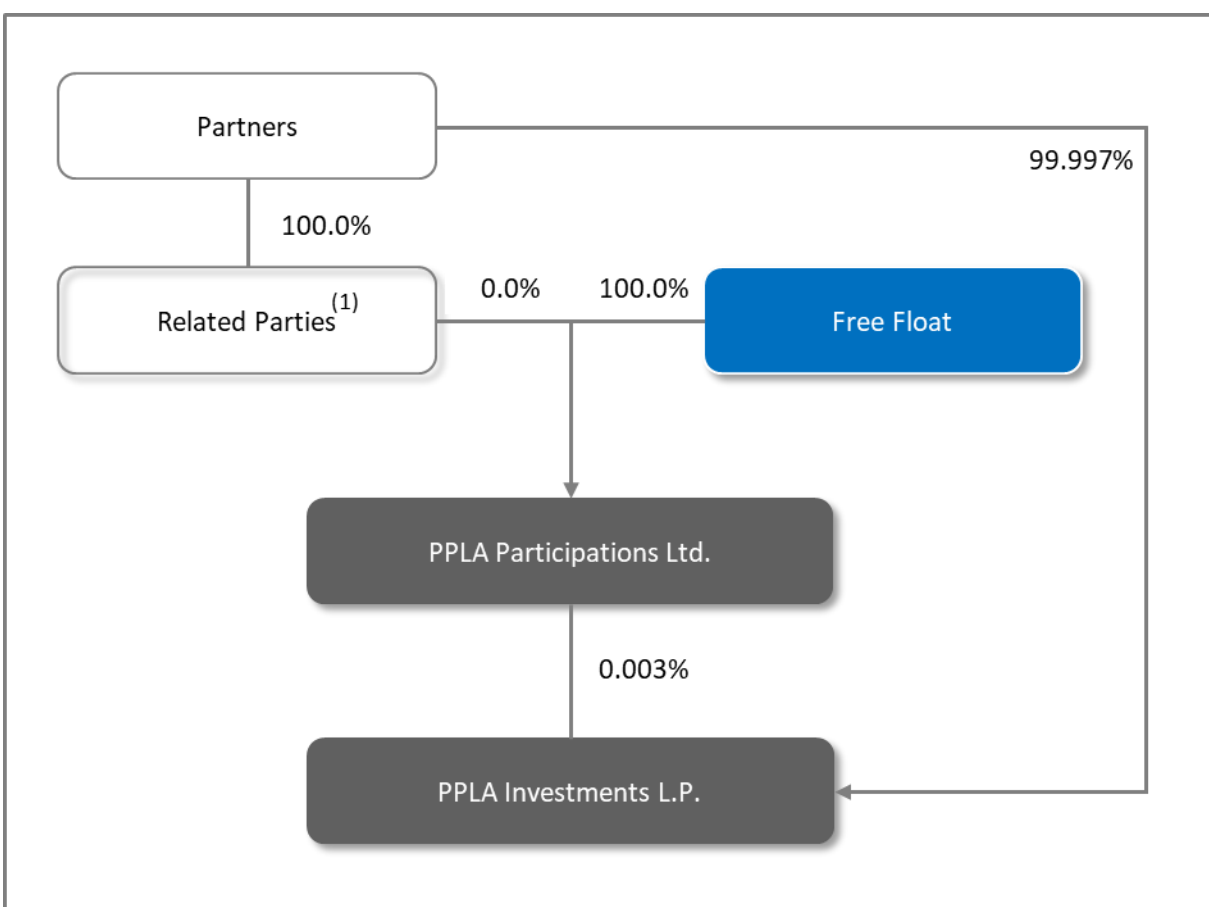 Partners
99.997%
100.0%
Related Parties(1)
0.0%
100.0%
Free Float
PPLA Participations Ltd.
0.003%
PPLA Investments L.P.